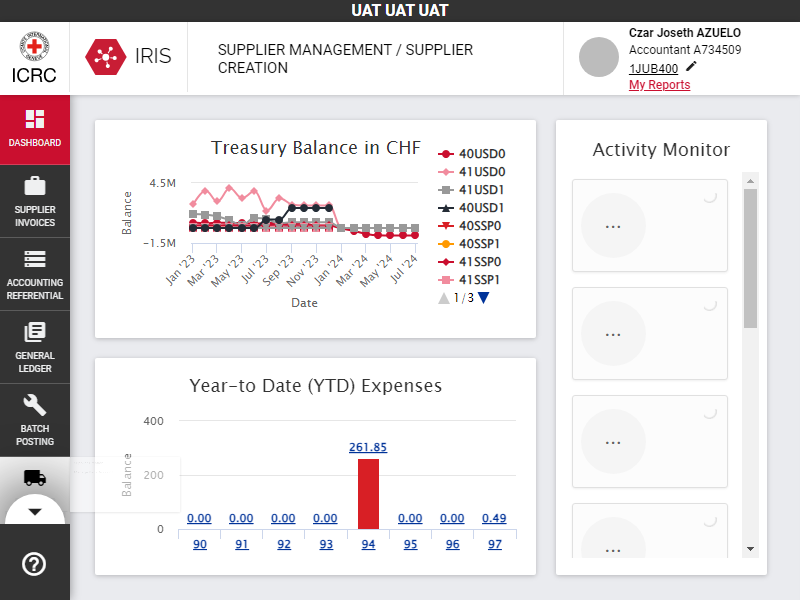 UAT UAT UAT
ICRC
IRIS
SUPPLIER MANAGEMENT / SUPPLIER
CREATION
Czar Joseth AZUELO
Accountant A734509
1JUB400
My Reports
DASHBOARD
SUPPLIER
INVOICES
ACCOUNTING
REFERENTIAL
GENERAL
LEDGER
BATCH
POSTING
Treasury Balance in CHF
Balance
4.5M
−1.5M
Jan '23
Mar '23
May '23
Jul '23
Sep '23
Nov '23
Jan '24
Mar '24
May '24
Jul '24
Date
40USD0
41USD0
41USD1
40USD1
40SSP0
40SSP1
41SSP0
41SSP1
1/3
Year-to Date (YTD) Expenses
Balance
400
200
0
0.00 0.00 0.00 0.00 261.85 0.00 0.00 0.49
90 91 92 93 94 95 96 97
Activity Monitor
...
...
...
...